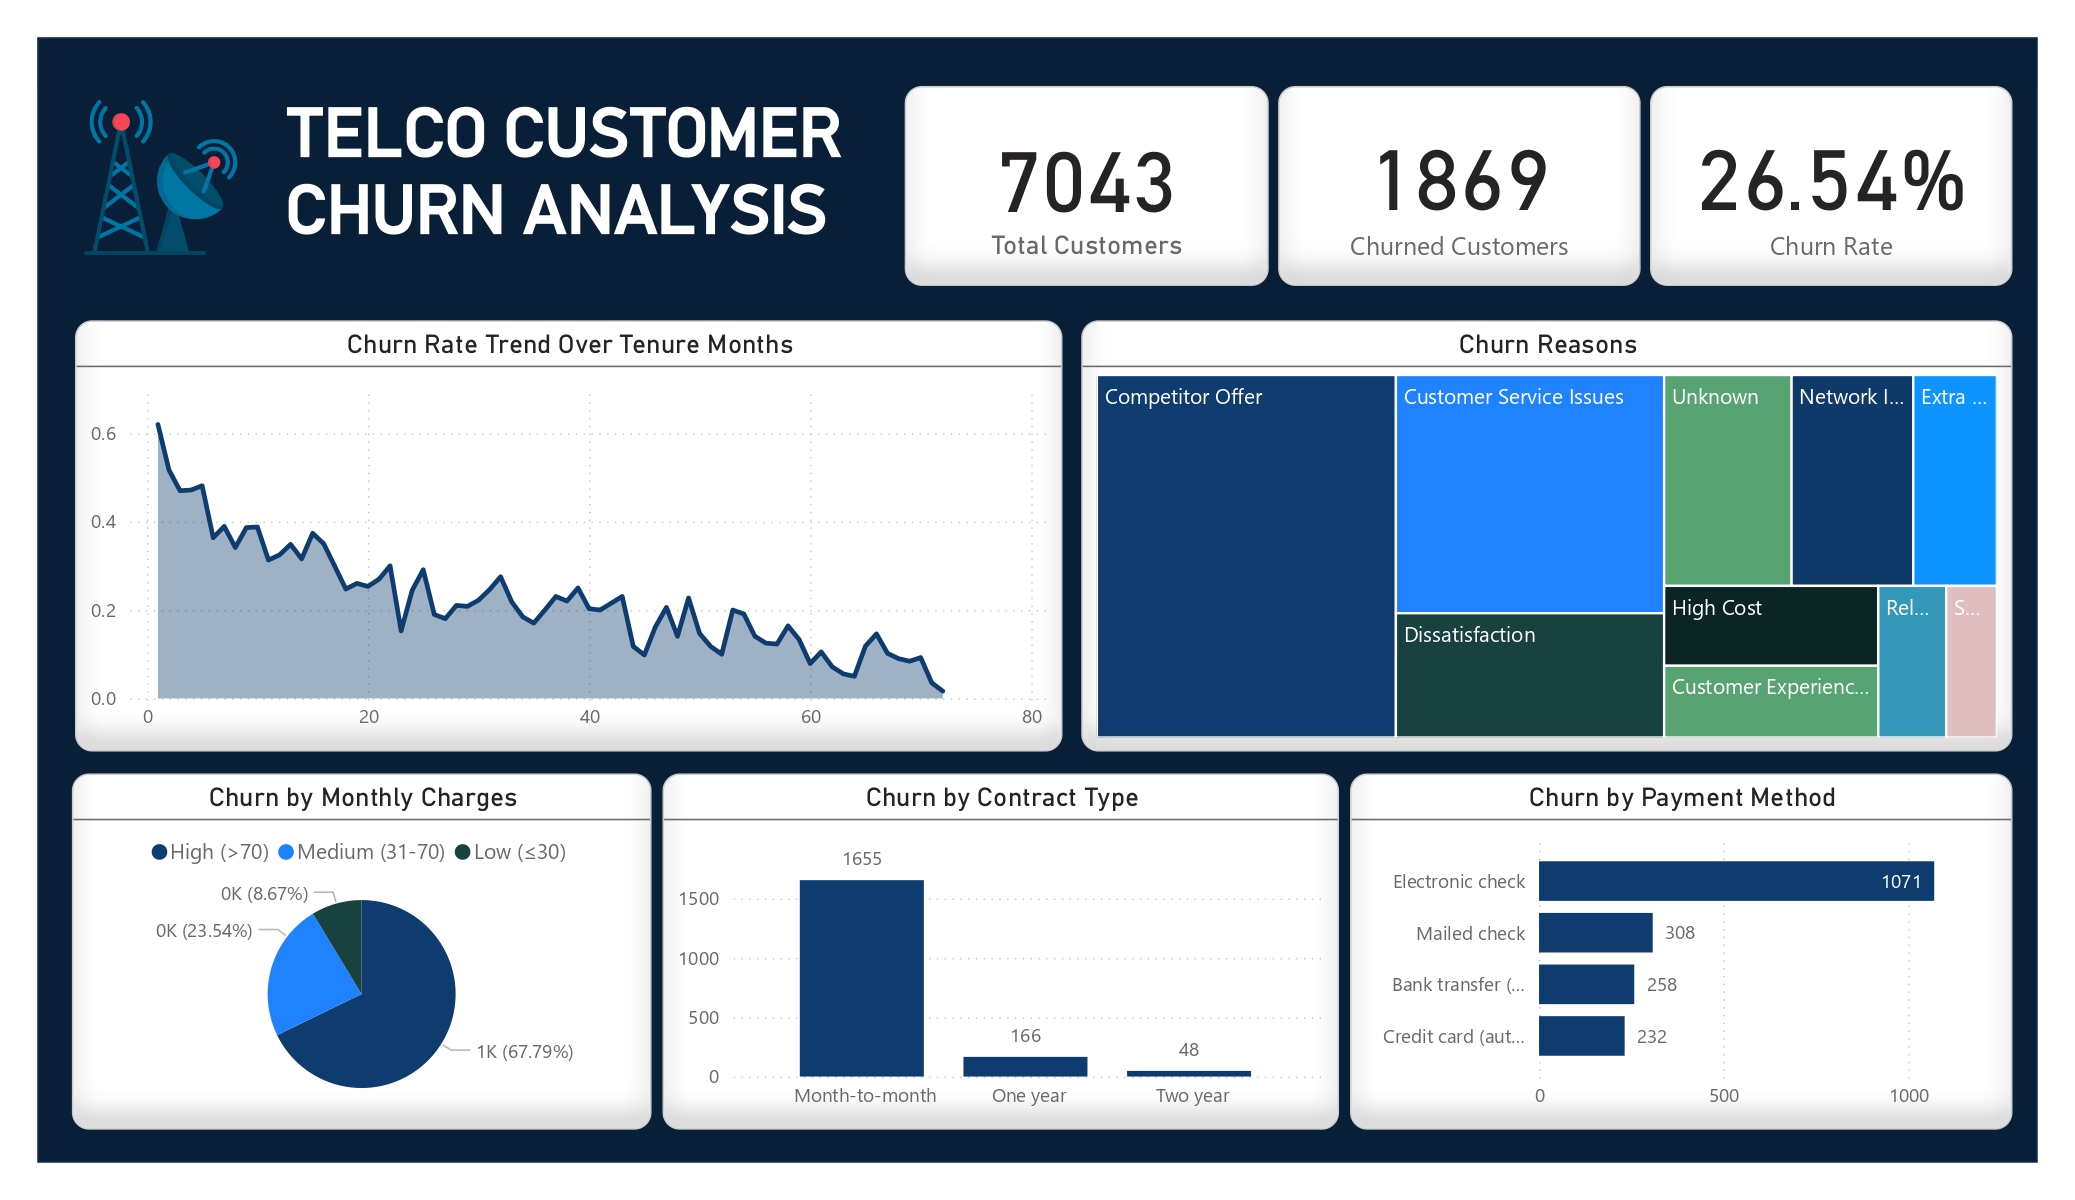 TELCO CUSTOMER
CHURN ANALYSIS
7043
Total Customers
1869
Churned Customers
26.54%
Churn Rate
Churn Rate Trend Over Tenure Months
0.6
0.4
0.2
0.0
0 20 40 60 80
Churn Reasons
Competitor Offer
Customer Service Issues
Unknown
Network I...
Extra ...
Dissatisfaction
High Cost
Rel...
S...
Customer Experienc...
Churn by Monthly Charges
High (>70) Medium (31-70) Low (≤30)
0K (8.67%)
0K (23.54%)
1K (67.79%)
Churn by Contract Type
1655
1500
1000
500
0
166
48
Month-to-month One year Two year
Churn by Payment Method
Electronic check 1071
Mailed check 308
Bank transfer (... 258
Credit card (aut... 232
0 500 1000